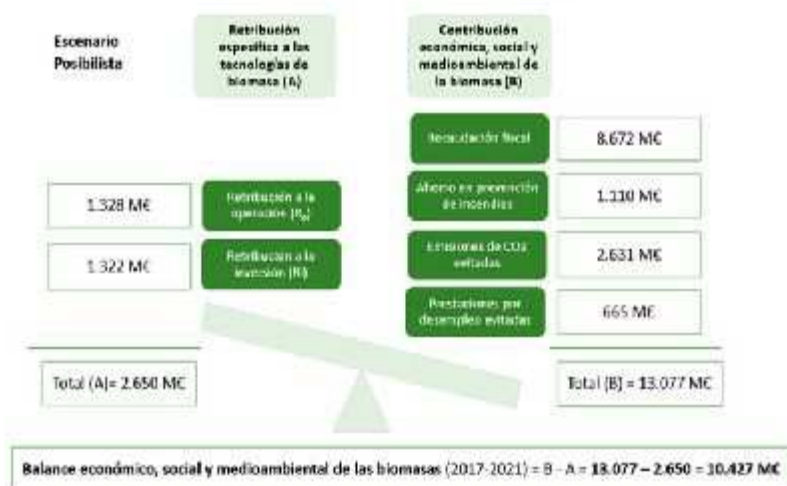 Escenario
Posibilista
Retribución
específica a las
tecnologías de
biomasa (A)
Contribución
económica, social y
medioambiental de
la biomasa (B)
Recaudación fiscal
8.672 M€
Ahorro en prevención
de incendios
1.110 M€
Emisiones de CO2
evitadas
2.631 M€
Prestaciones por
desempleo evitadas
665 M€
1.328 M€
Retribución a la
operación (Ro)
1.322 M€
Retribución a la
inversión (Ri)
Total (A)= 2.650 M€
Total (B) = 13.077 M€
Balance económico, social y medioambiental de las biomasas (2017-2021) = B - A = 13.077 – 2.650 = 10.427 M€